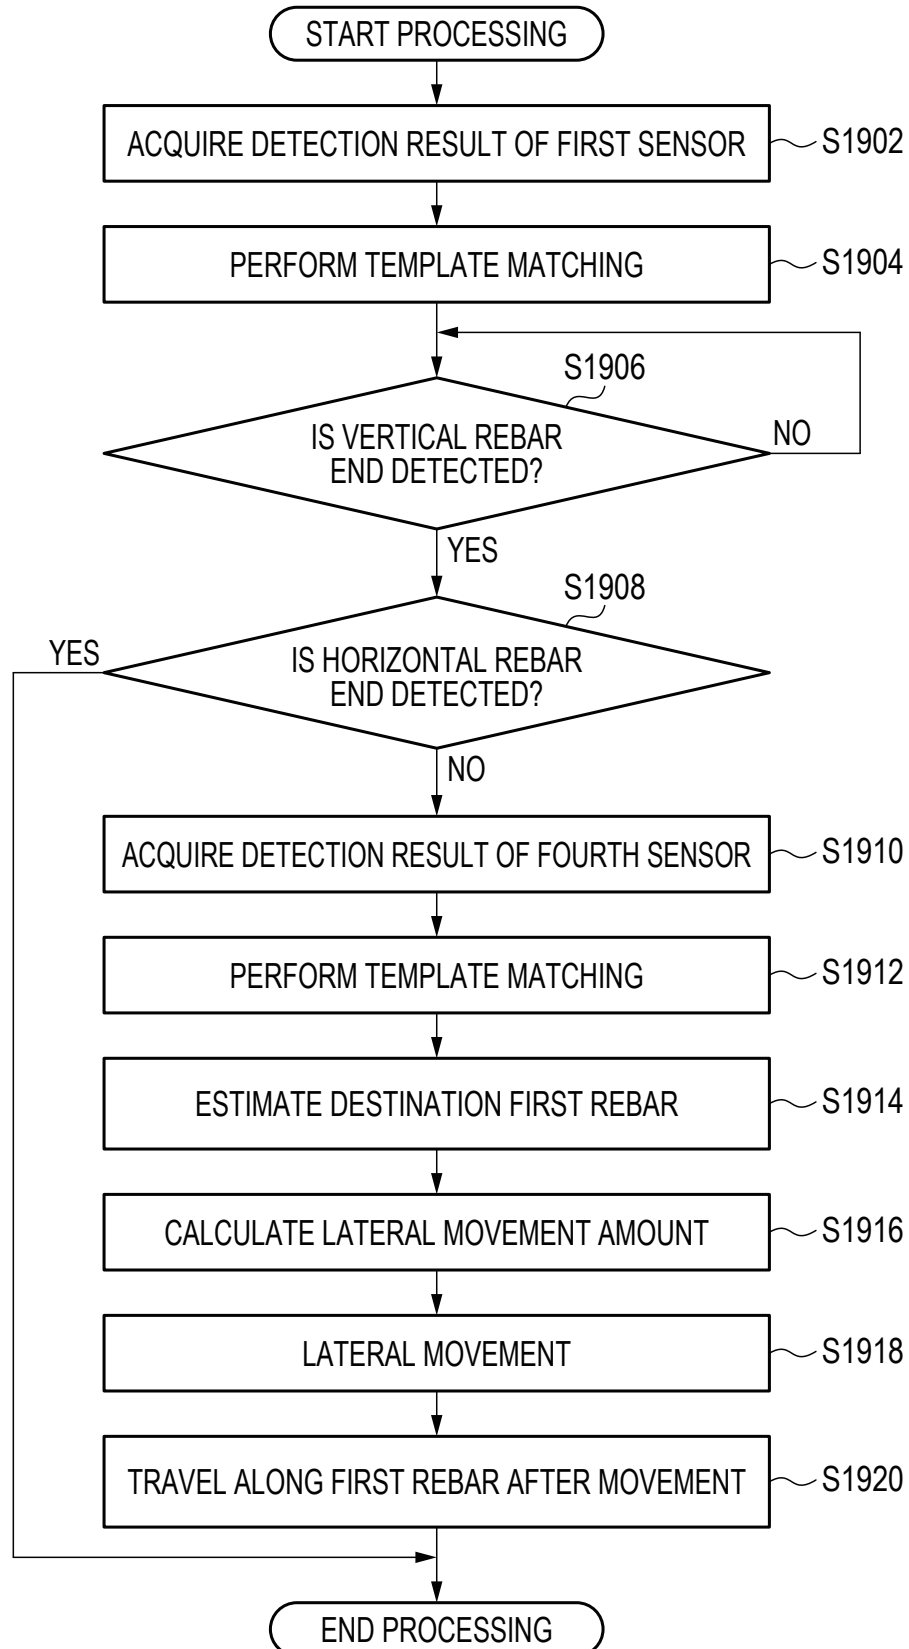 START PROCESSING
ACQUIRE DETECTION RESULT OF FIRST SENSOR
S1902
PERFORM TEMPLATE MATCHING
S1904
S1906
IS VERTICAL REBAR
END DETECTED?
NO
YES
S1908
YES
IS HORIZONTAL REBAR
END DETECTED?
NO
ACQUIRE DETECTION RESULT OF FOURTH SENSOR
S1910
PERFORM TEMPLATE MATCHING
S1912
ESTIMATE DESTINATION FIRST REBAR
S1914
CALCULATE LATERAL MOVEMENT AMOUNT
S1916
LATERAL MOVEMENT
S1918
TRAVEL ALONG FIRST REBAR AFTER MOVEMENT
S1920
END PROCESSING